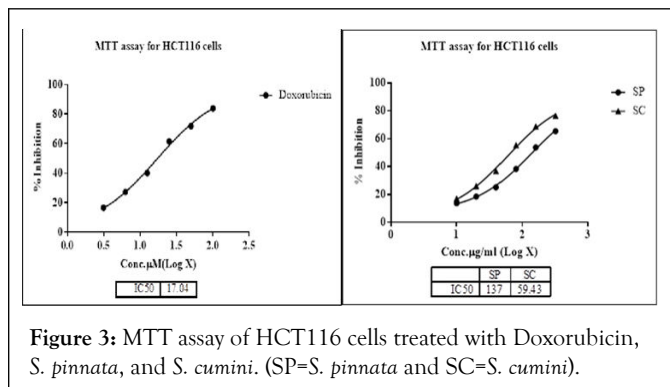 MTT assay for HCT116 cells
100
80
60
40
20
0
% Inhibition
0.0 0.5 1.0 1.5 2.0 2.5
Conc.µM(Log X)
Doxorubicin
IC50 17.04
MTT assay for HCT116 cells
100
80
60
40
20
0
% Inhibition
0 1 2 3
Conc.µg/ml (Log X)
SP
SC
SP SC
IC50 137 59.43
Figure 3: MTT assay of HCT116 cells treated with Doxorubicin,
S. pinnata, and S. cumini. (SP=S. pinnata and SC=S. cumini).